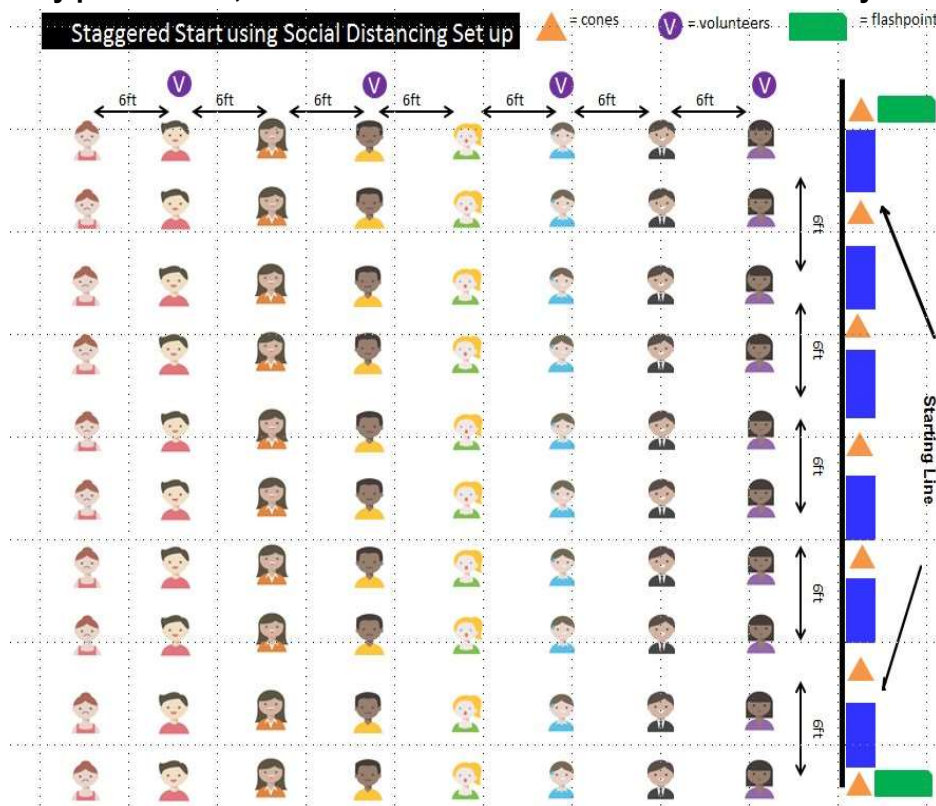 Staggered Start using Social Distancing Set up
= cones
V = volunteers
= flashpoint
V V V V
6ft 6ft 6ft 6ft 6ft 6ft 6ft
6ft
6ft
6ft
6ft
6ft
Starting Line